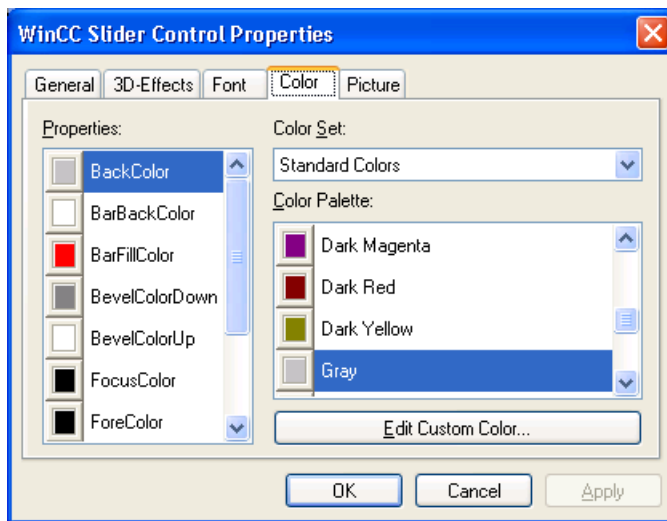 WinCC Slider Control Properties
General 3D-Effects Font Color Picture
Properties:
BackColor
BarBackColor
BarFillColor
BevelColorDown
BevelColorUp
FocusColor
ForeColor
Color Set:
Standard Colors
Color Palette:
Dark Magenta
Dark Red
Dark Yellow
Gray
Edit Custom Color...
OK Cancel Apply